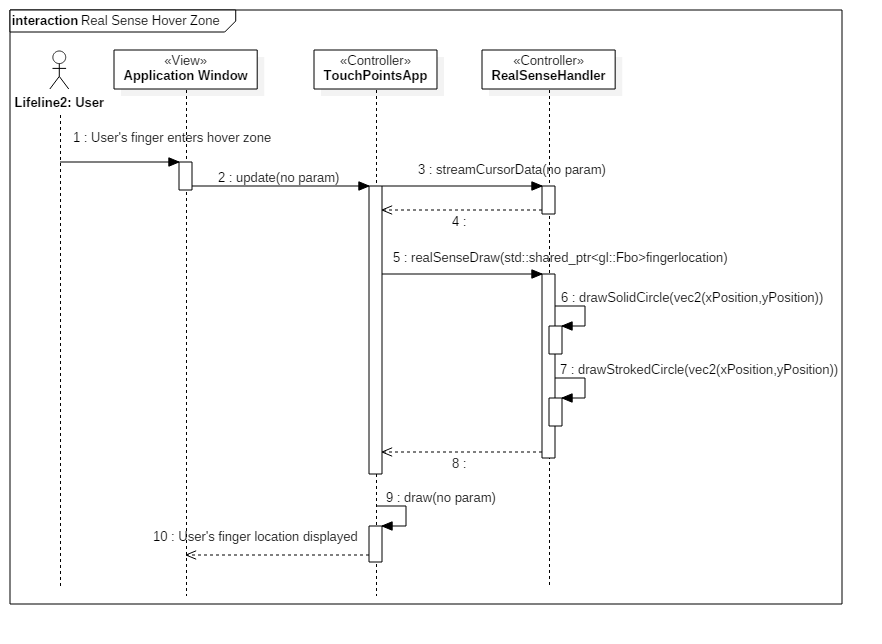 interaction Real Sense Hover Zone
«View»
Application Window
«Controller»
TouchPointsApp
«Controller»
RealSenseHandler
Lifeline2: User
1 : User's finger enters hover zone
2 : update(no param)
3 : streamCursorData(no param)
4 :
5 : realSenseDraw(std::shared_ptr<gl::Fbo>fingerlocation)
6 : drawSolidCircle(vec2(xPosition,yPosition))
7 : drawStrokedCircle(vec2(xPosition,yPosition))
8 :
9 : draw(no param)
10 : User's finger location displayed